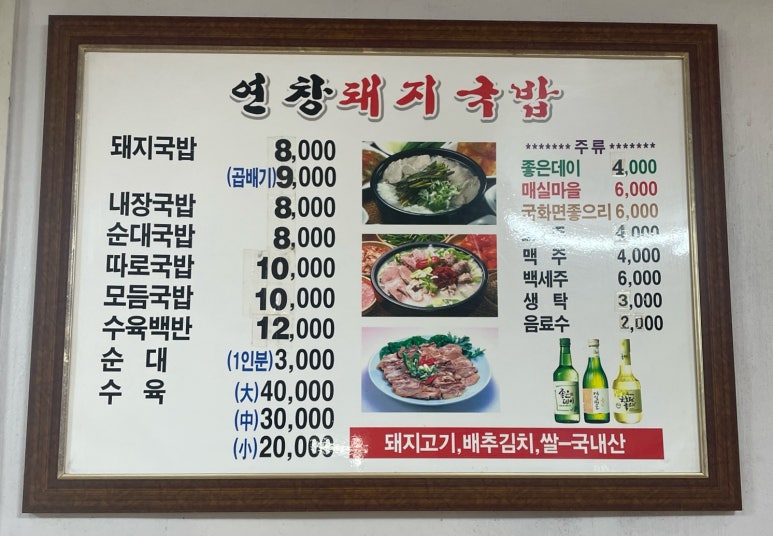 연창돼지국밥
돼지국밥 8,000
(곱배기)9,000
내장국밥 8,000
순대국밥 8,000
따로국밥 10,000
모듬국밥 10,000
수육백반 12,000
순 대 (1인분)3,000
수 육 (大)40,000
(中)30,000
(小)20,000
******* 주류 *******
좋은데이 4,000
매실마을 6,000
국화면좋으리 6,000
주 4,000
맥 주 4,000
백세주 6,000
생 탁 3,000
음료수 2,000
돼지고기,배추김치,쌀-국내산